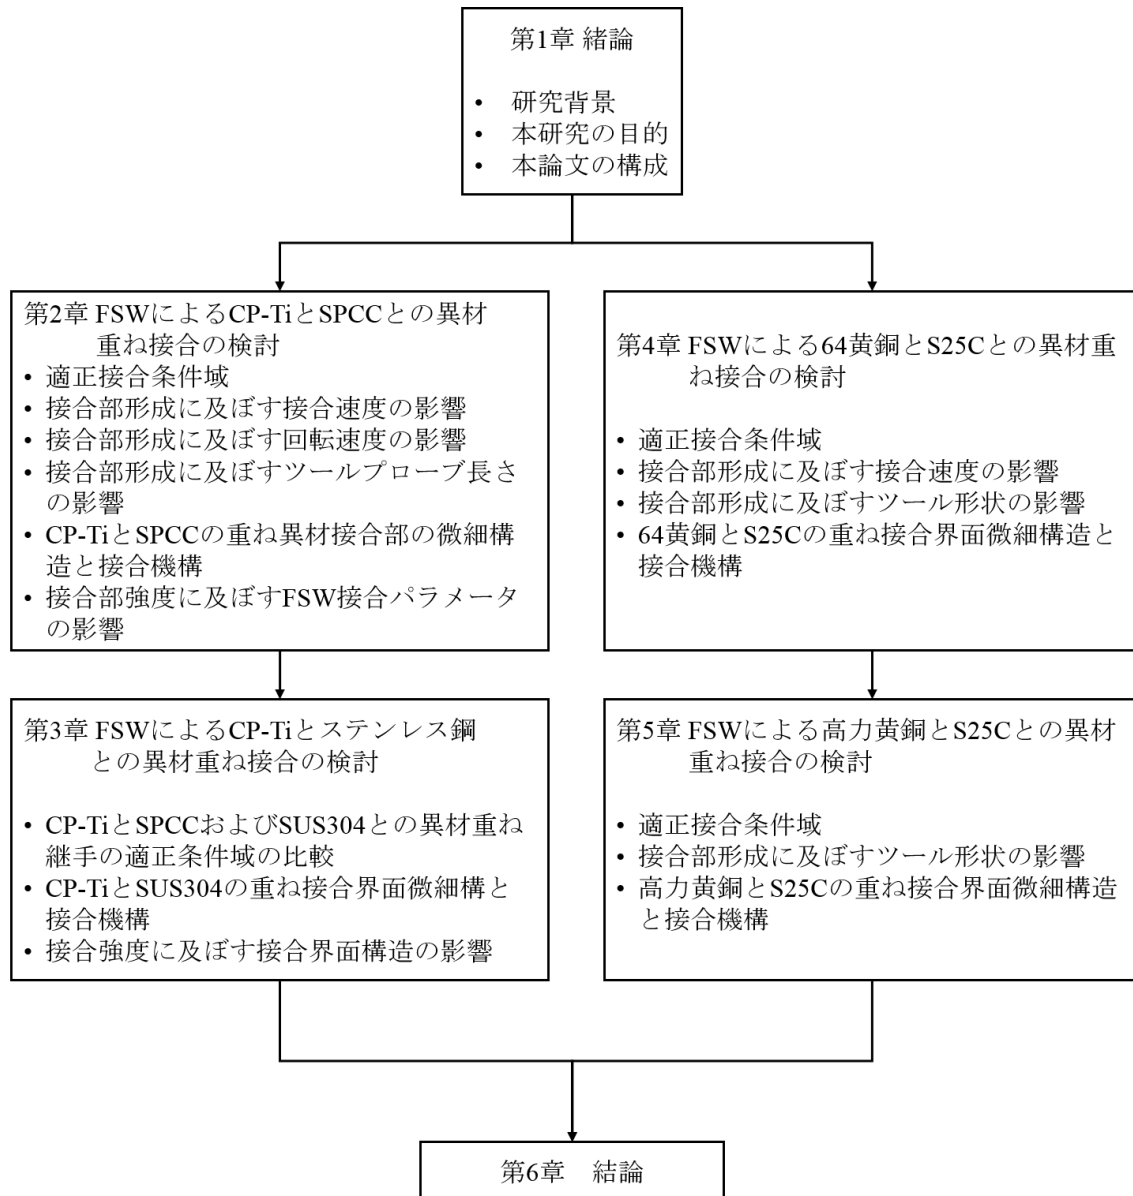 第1章 緒論
• 研究背景
• 本研究の目的
• 本論文の構成
第2章 FSWによるCP-TiとSPCCとの異材
重ね接合の検討
• 適正接合条件域
• 接合部形成に及ぼす接合速度の影響
• 接合部形成に及ぼす回転速度の影響
• 接合部形成に及ぼすツールプローブ長さ
の影響
• CP-TiとSPCCの重ね異材接合部の微細構
造と接合機構
• 接合部強度に及ぼすFSW接合パラメータ
の影響
第3章 FSWによるCP-Tiとステンレス鋼
との異材重ね接合の検討
• CP-TiとSPCCおよびSUS304との異材重ね
継手の適正条件域の比較
• CP-TiとSUS304の重ね接合界面微細構と
接合機構
• 接合強度に及ぼす接合界面構造の影響
第4章 FSWによる64黄銅とS25Cとの異材重
ね接合の検討
• 適正接合条件域
• 接合部形成に及ぼす接合速度の影響
• 接合部形成に及ぼすツール形状の影響
• 64黄銅とS25Cの重ね接合界面微細構造と
接合機構
第5章 FSWによる高力黄銅とS25Cとの異材
重ね接合の検討
• 適正接合条件域
• 接合部形成に及ぼすツール形状の影響
• 高力黄銅とS25Cの重ね接合界面微細構造
と接合機構
第6章 結論